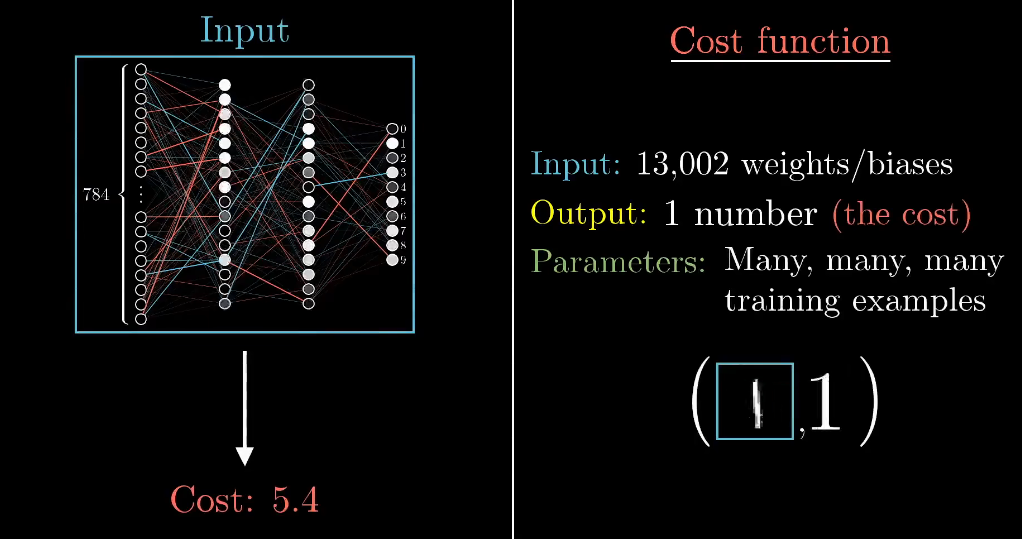 Input
784
0
1
2
3
4
5
6
7
8
9
Cost: 5.4
Cost function
Input: 13,002 weights/biases
Output: 1 number (the cost)
Parameters: Many, many, many
training examples
( 1 , 1 )